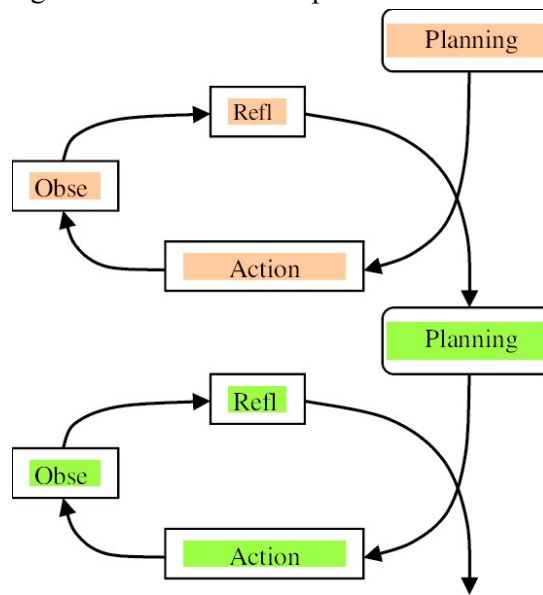 Planning
Refl
Obse
Action
Planning
Refl
Obse
Action